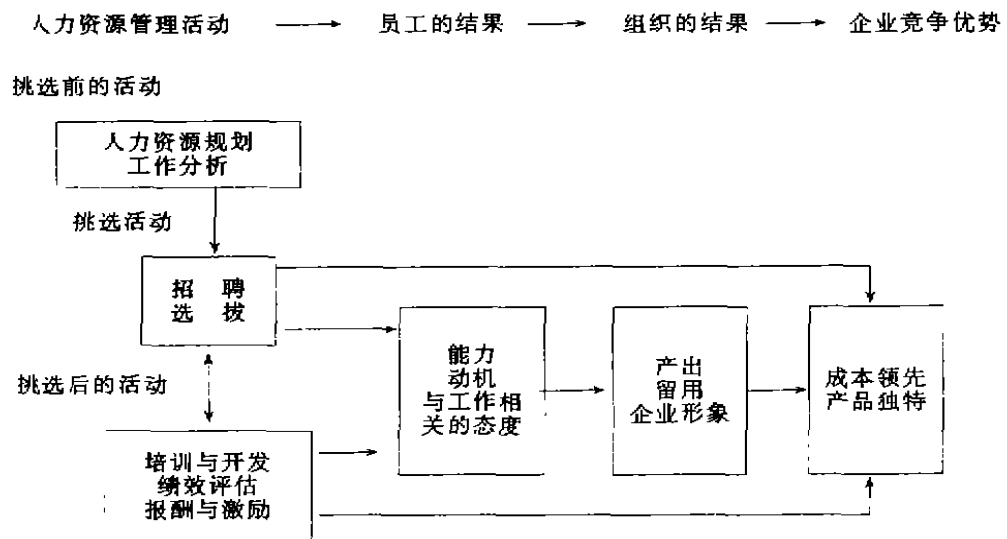 人力资源管理活动 员工的结果 组织的结果 企业竞争优势
挑选前的活动
人力资源规划
工作分析
挑选活动
招 聘
选 拔
挑选后的活动
培训与开发
绩效评估
报酬与激励
能力
动机
与工作相
关的态度
产出
留用
企业形象
成本领先
产品独特